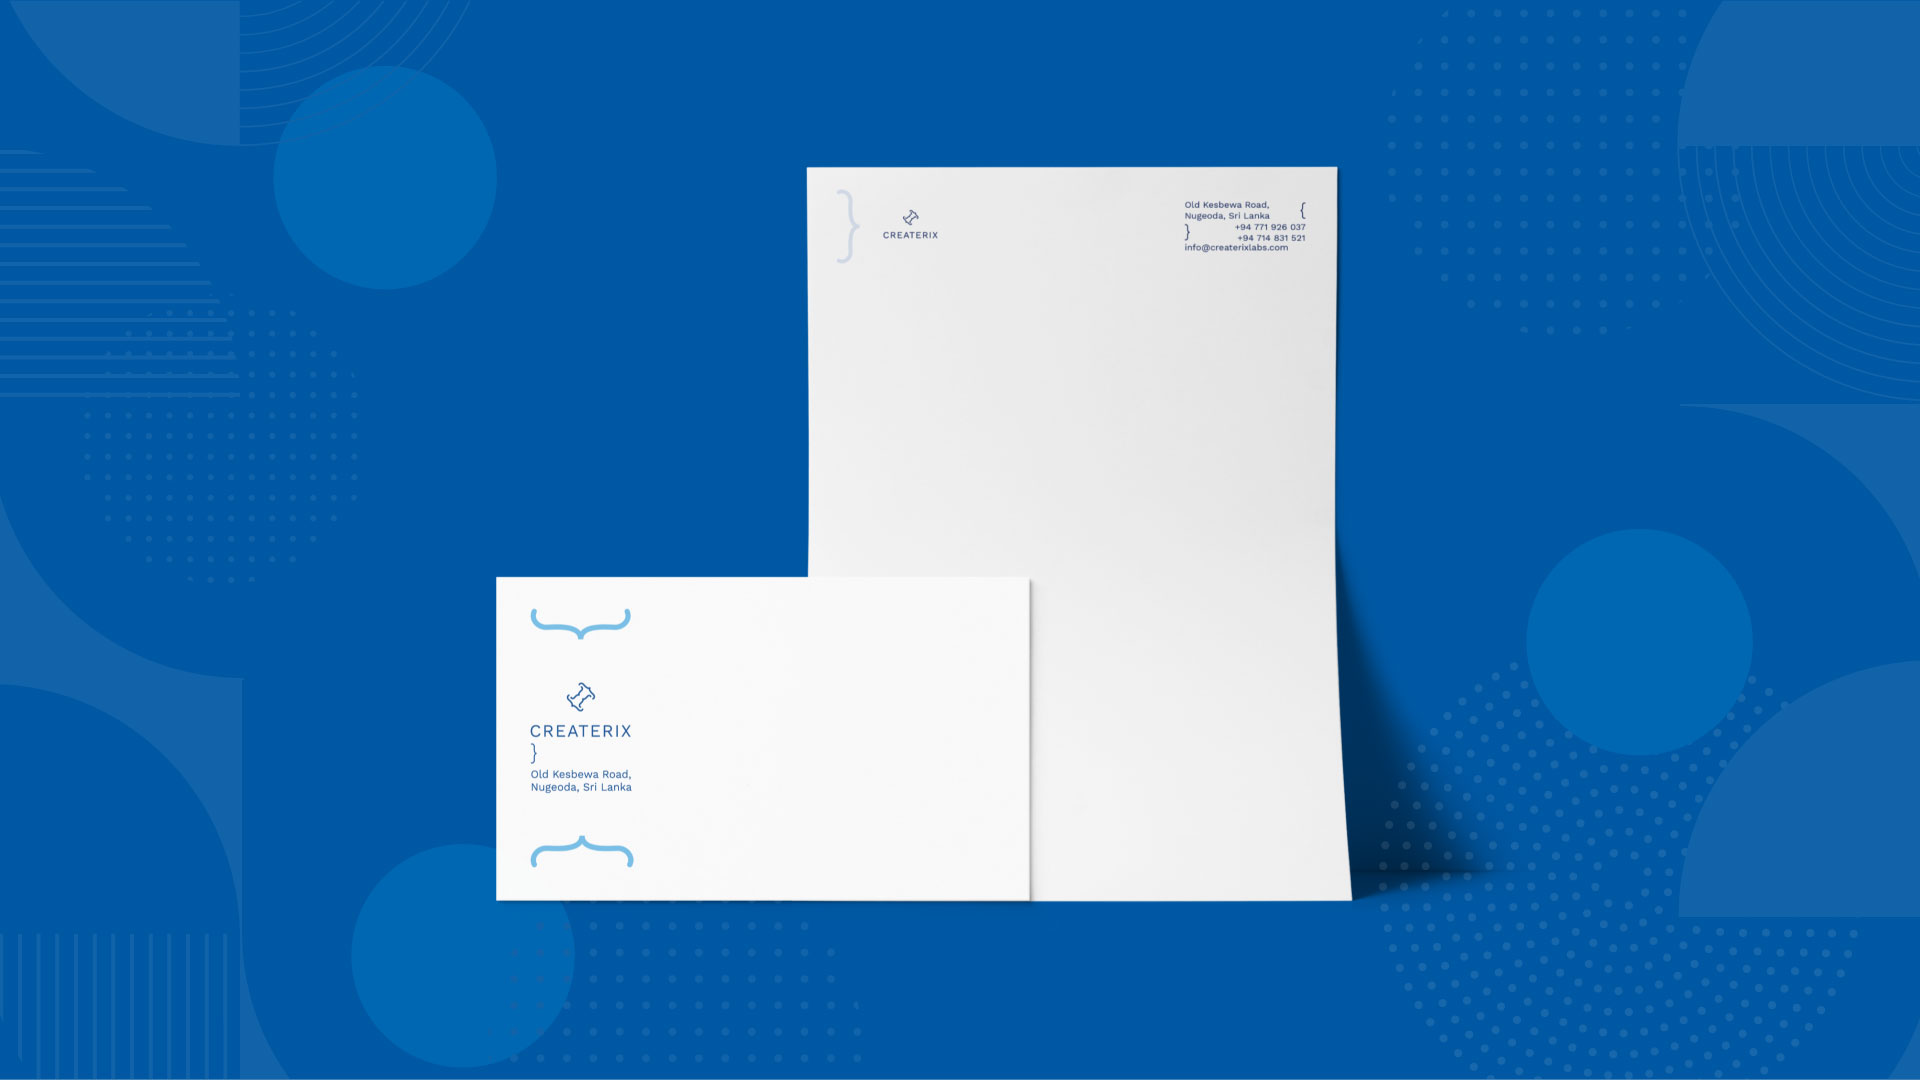 }
CREATERIX
Old Kesbewa Road,
Nugeoda, Sri Lanka
{
}
+94 771 926 037
+94 714 831 521
info@createrixlabs.com
}
CREATERIX
}
Old Kesbewa Road,
Nugeoda, Sri Lanka
{